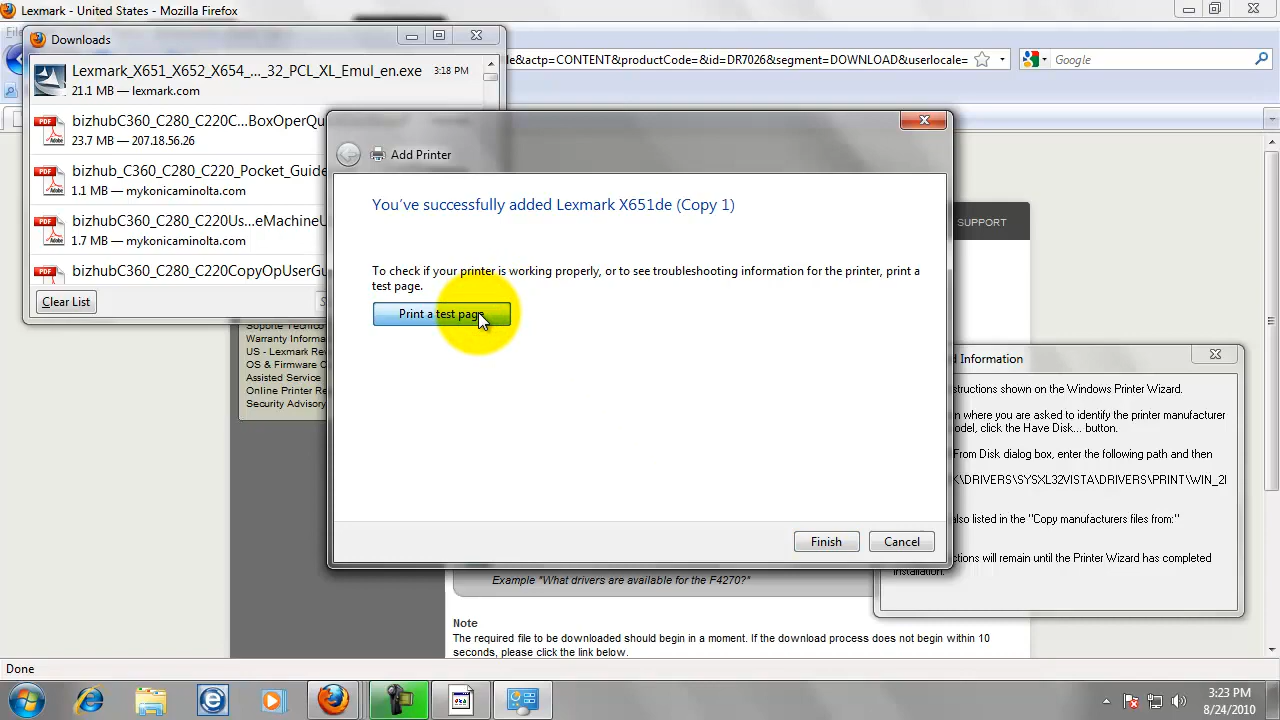 Lexmark - United States - Mozilla Firefox
Downloads
Lexmark_X651_X652_X654_..._32_PCL_XL_Emul_en.exe
3:18 PM
21.1 MB — lexmark.com
bizhubC360_C280_C220C...BoxOperQu
23.7 MB — 207.18.56.26
bizhub_C360_C280_C220_Pocket_Guide
1.1 MB — mykonicaminolta.com
bizhubC360_C280_C220Us...eMachineU
1.7 MB — mykonicaminolta.com
bizhubC360_C280_C220CopyOpUserGu
Clear List
de&actp=CONTENT&productCode=&id=DR7026&segment=DOWNLOAD&userlocale=
Google
Add Printer
You've successfully added Lexmark X651de (Copy 1)
To check if your printer is working properly, or to see troubleshooting information for the printer, print a
test page.
Print a test page
Finish
Cancel
SUPPORT
Soporte Técnico
Warranty Informa
US - Lexmark Re
OS & Firmware C
Assisted Service
Online Printer Re
Security Advisory
d Information
structions shown on the Windows Printer Wizard.
n where you are asked to identify the printer manufacturer
odel, click the Have Disk... button.
From Disk dialog box, enter the following path and then
K\DRIVERS\SYSXL32VISTA\DRIVERS\PRINT\WIN_2I
also listed in the "Copy manufacturers files from:"
ctions will remain until the Printer Wizard has completed
installation.
Example "What drivers are available for the F4270?"
Note
The required file to be downloaded should begin in a moment. If the download process does not begin within 10
seconds, please click the link below.
Done
3:23 PM
8/24/2010